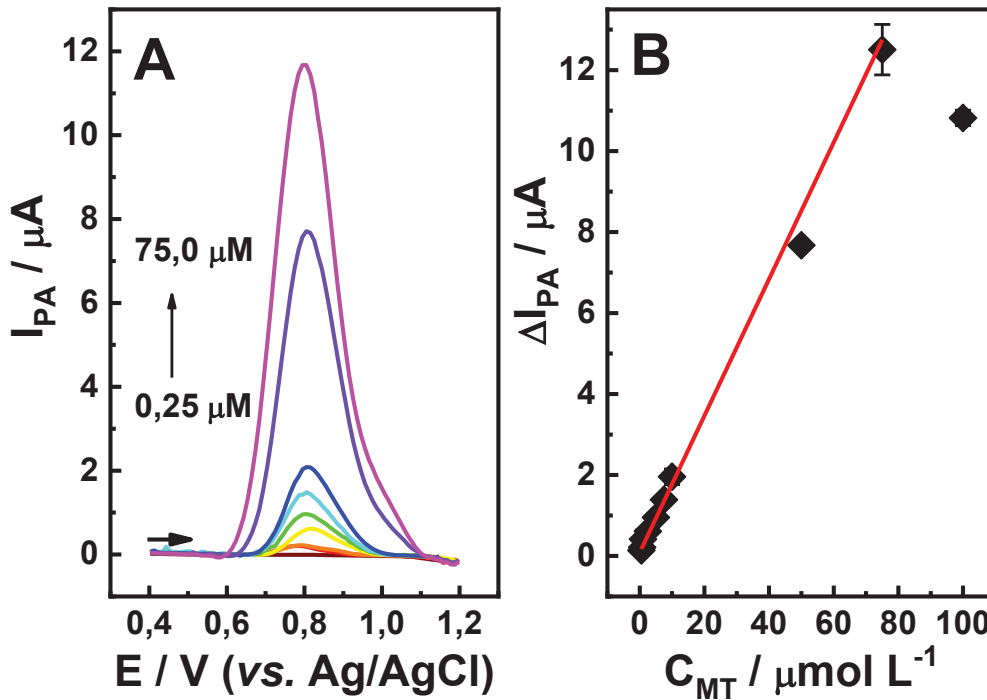 A
I_PA / μA
12
10
8
6
4
2
0
75,0 μM
0,25 μM
0,4 0,6 0,8 1,0 1,2
E / V (vs. Ag/AgCl)
B
ΔI_PA / μA
12
10
8
6
4
2
0
0 20 40 60 80 100
C_MT / μmol L⁻¹